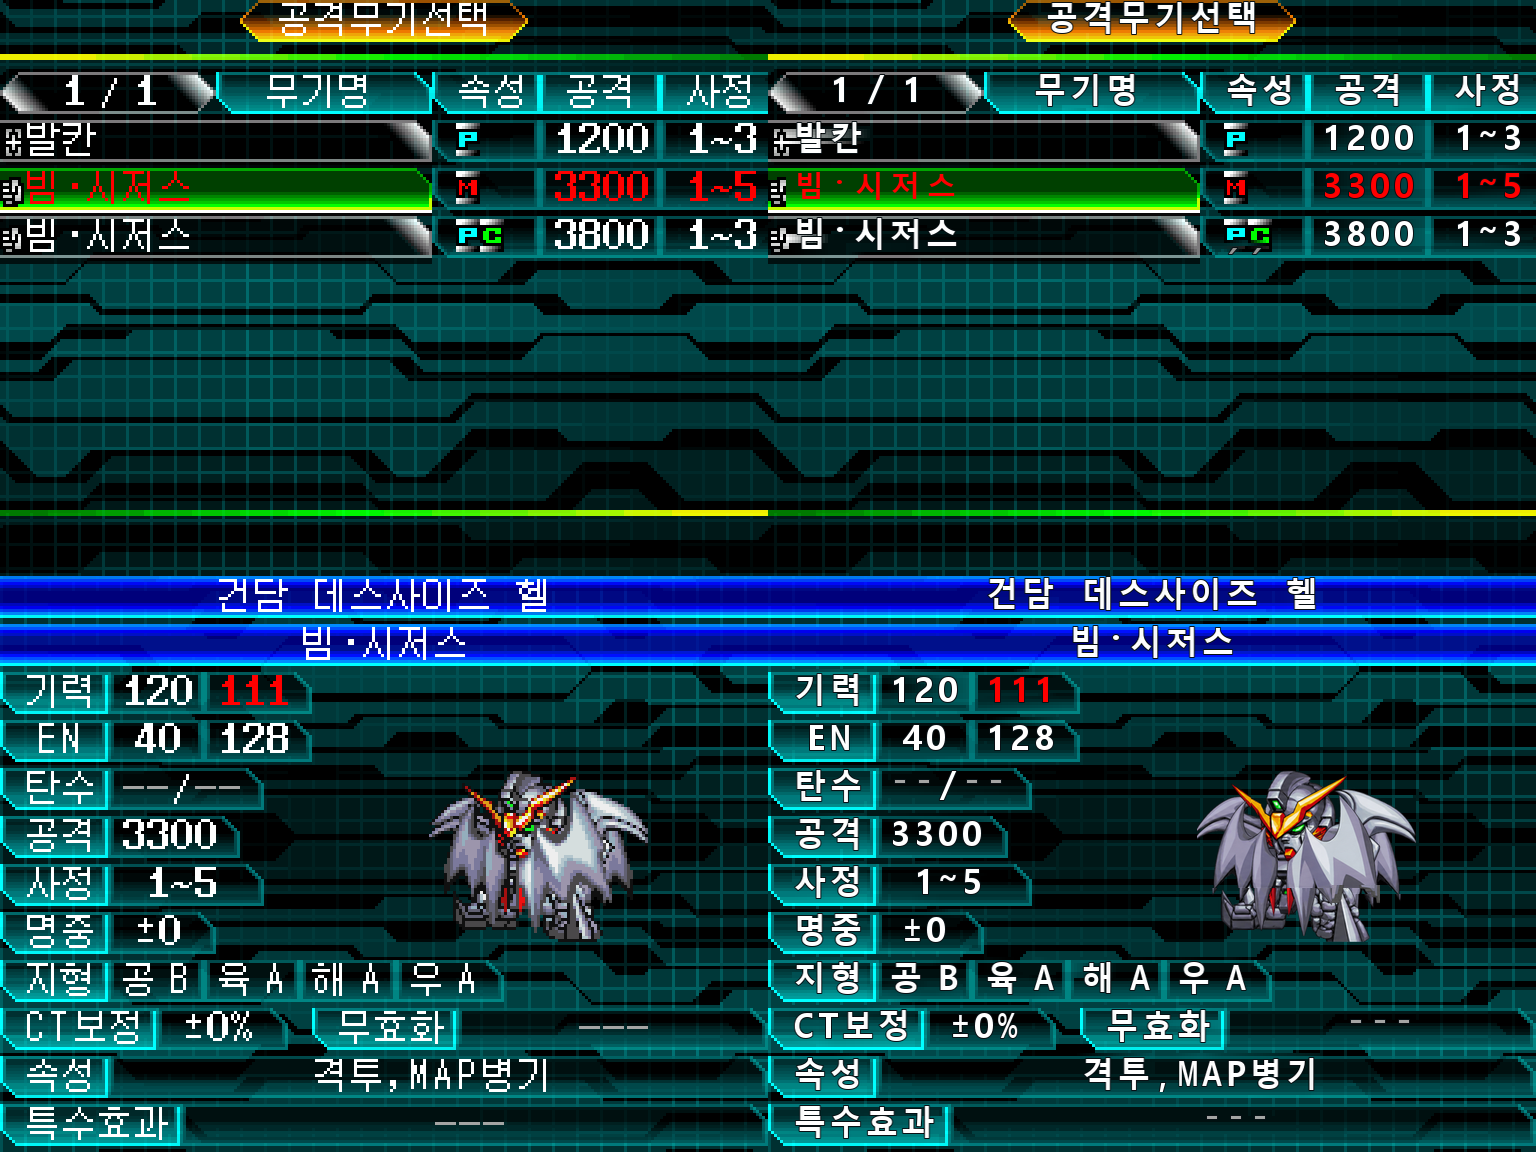 공격무기선택
1 / 1 무기명 속성 공격 사정
발칸 P 1200 1~3
빔·시저스 M 3300 1~5
빔·시저스 PC 3800 1~3
건담 데스사이즈 헬
빔·시저스
기력 120 111
EN 40 128
탄수 --/--
공격 3300
사정 1~5
명중 ±0
지형 공 B 육 A 해 A 우 A
CT보정 ±0% 무효화 ---
속성 격투,MAP병기
특수효과 ---
공격무기선택
1 / 1 무기명 속성 공격 사정
발칸 P 1200 1~3
빔·시저스 M 3300 1~5
빔·시저스 PC 3800 1~3
건담 데스사이즈 헬
빔·시저스
기력 120 111
EN 40 128
탄수 --/--
공격 3300
사정 1~5
명중 ±0
지형 공 B 육 A 해 A 우 A
CT보정 ±0% 무효화 ---
속성 격투,MAP병기
특수효과 ---